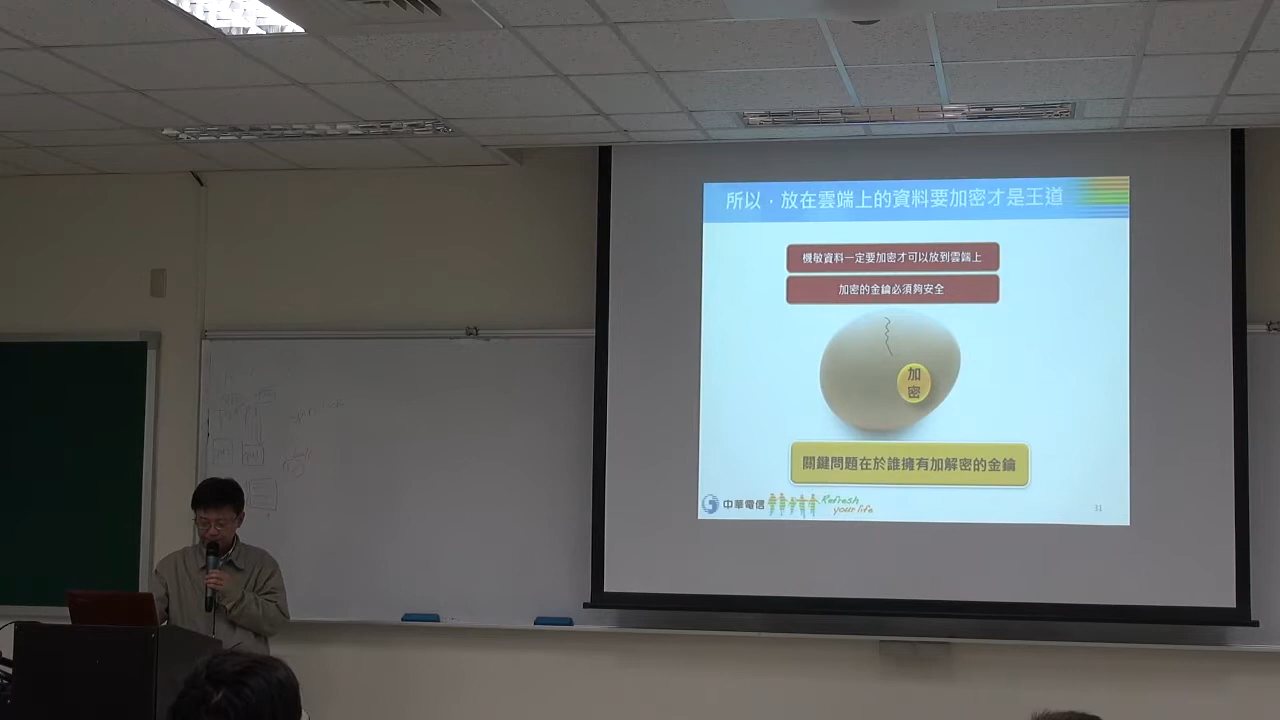 所以，放在雲端上的資料要加密才是王道
機敏資料一定要加密才可以放到雲端上
加密的金鑰必須夠安全
加
密
關鍵問題在於誰擁有加解密的金鑰
中華電信
Refresh
your life
31